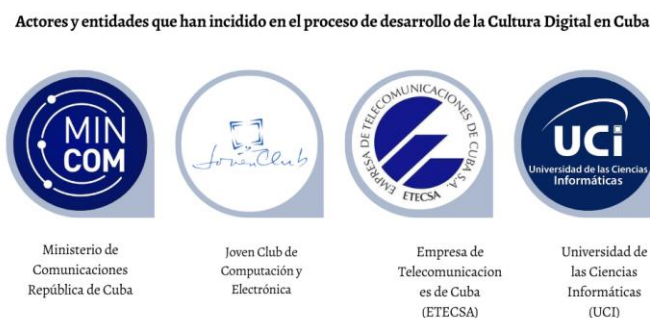 Actores y entidades que han incidido en el proceso de desarrollo de la Cultura Digital en Cuba
MIN
COM
JovenClub
EMPRESA DE TELECOMUNICACIONES DE CUBA S.A.
ETECSA
UCi
Universidad de las Ciencias
Informáticas
Ministerio de
Comunicaciones
República de Cuba
Joven Club de
Computación y
Electrónica
Empresa de
Telecomunicacion
es de Cuba
(ETECSA)
Universidad de
las Ciencias
Informáticas
(UCI)